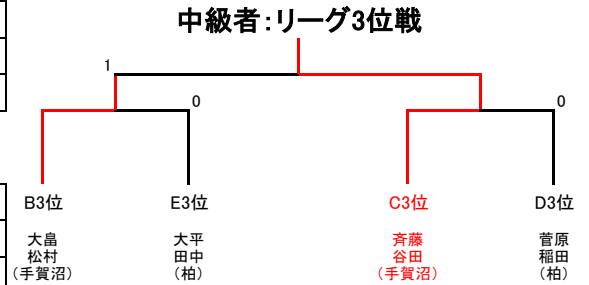 中級者：リーグ3位戦
1
0
0
B3位
E3位
C3位
D3位
大畠
松村
（手賀沼）
大平
田中
（柏）
斉藤
谷田
（手賀沼）
菅原
稲田
（柏）